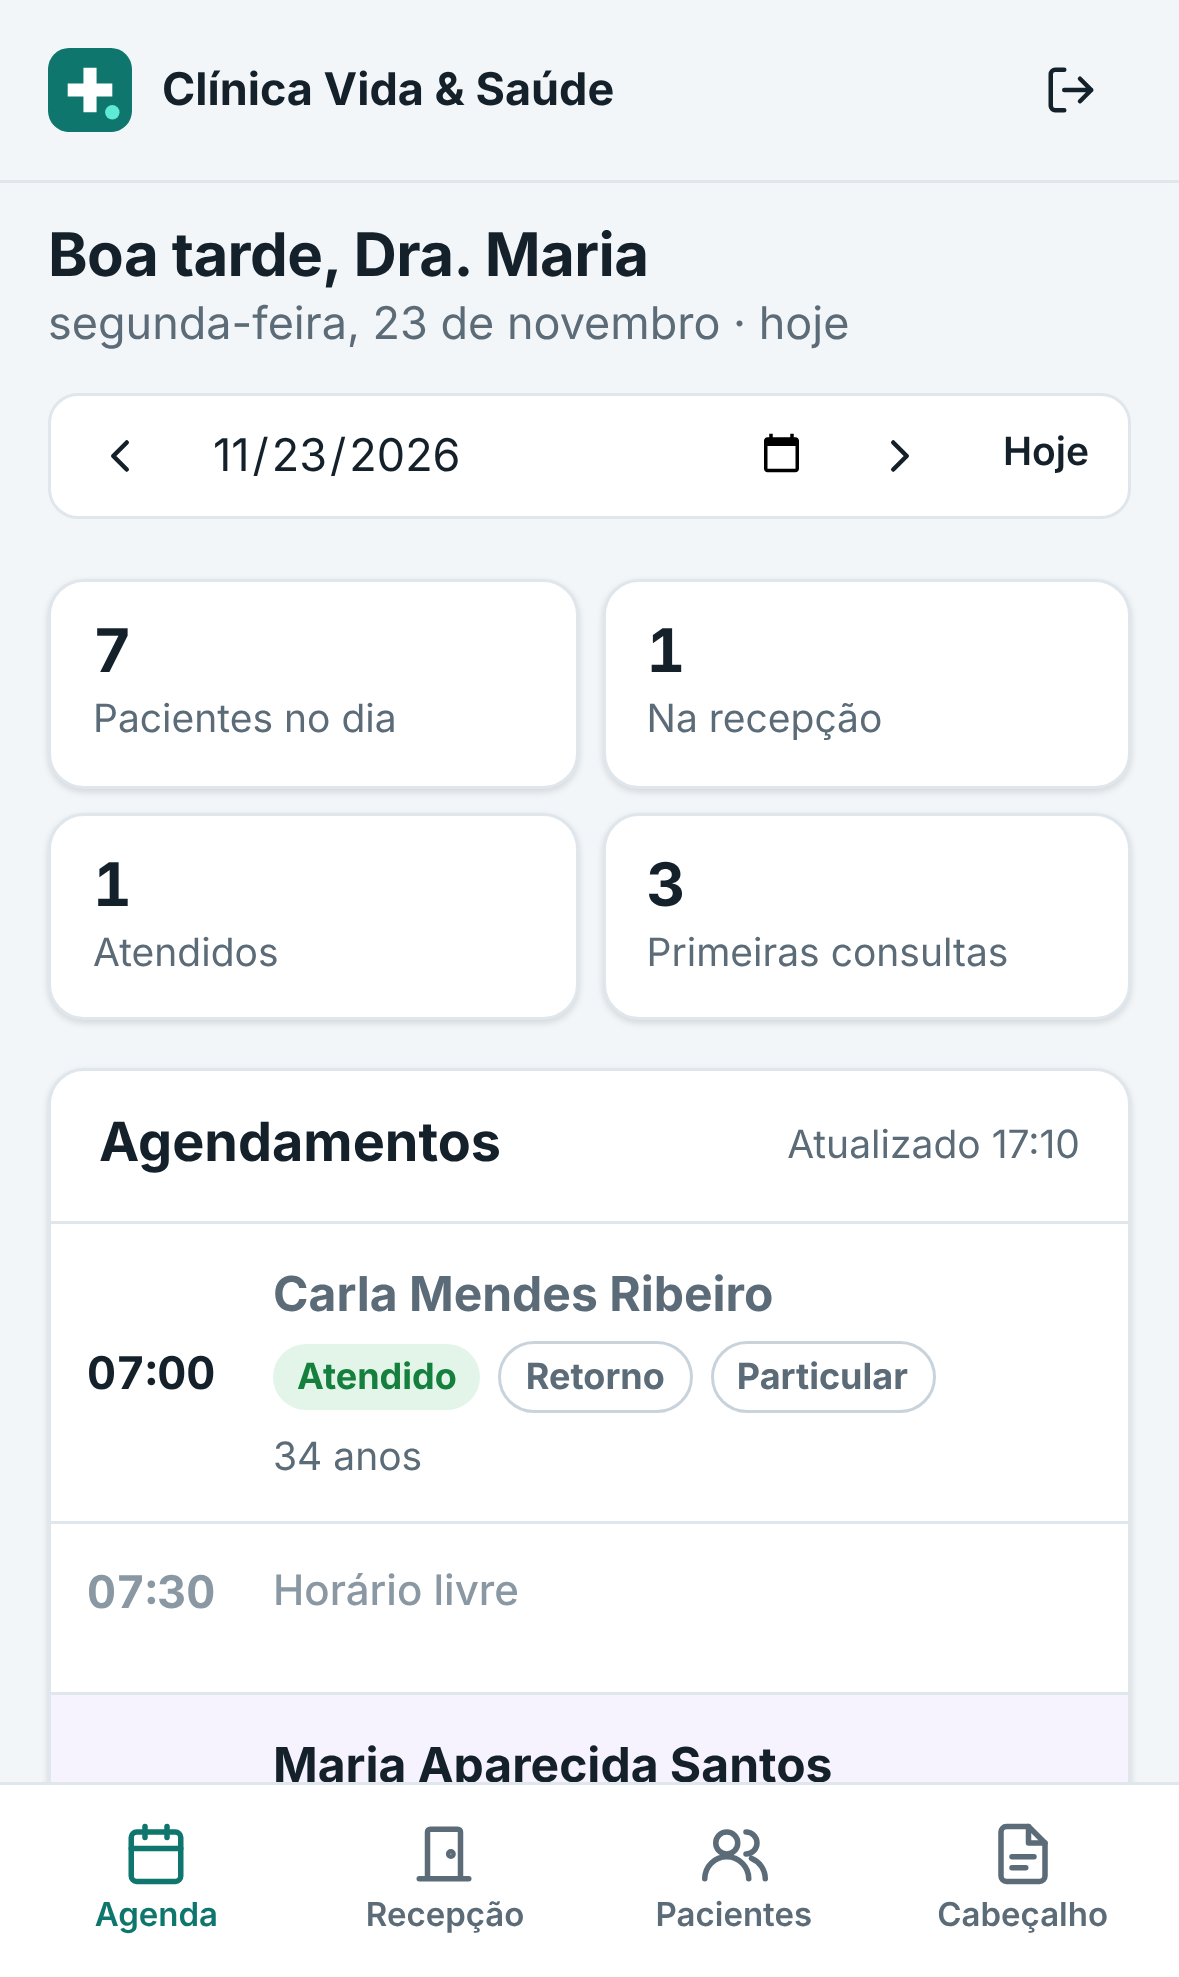 Clínica Vida & Saúde
Boa tarde, Dra. Maria
segunda-feira, 23 de novembro · hoje
11/23/2026
Hoje
7
Pacientes no dia
1
Na recepção
1
Atendidos
3
Primeiras consultas
Agendamentos
Atualizado 17:10
07:00
Carla Mendes Ribeiro
Atendido Retorno Particular
34 anos
07:30 Horário livre
Maria Aparecida Santos
Agenda Recepção Pacientes Cabeçalho